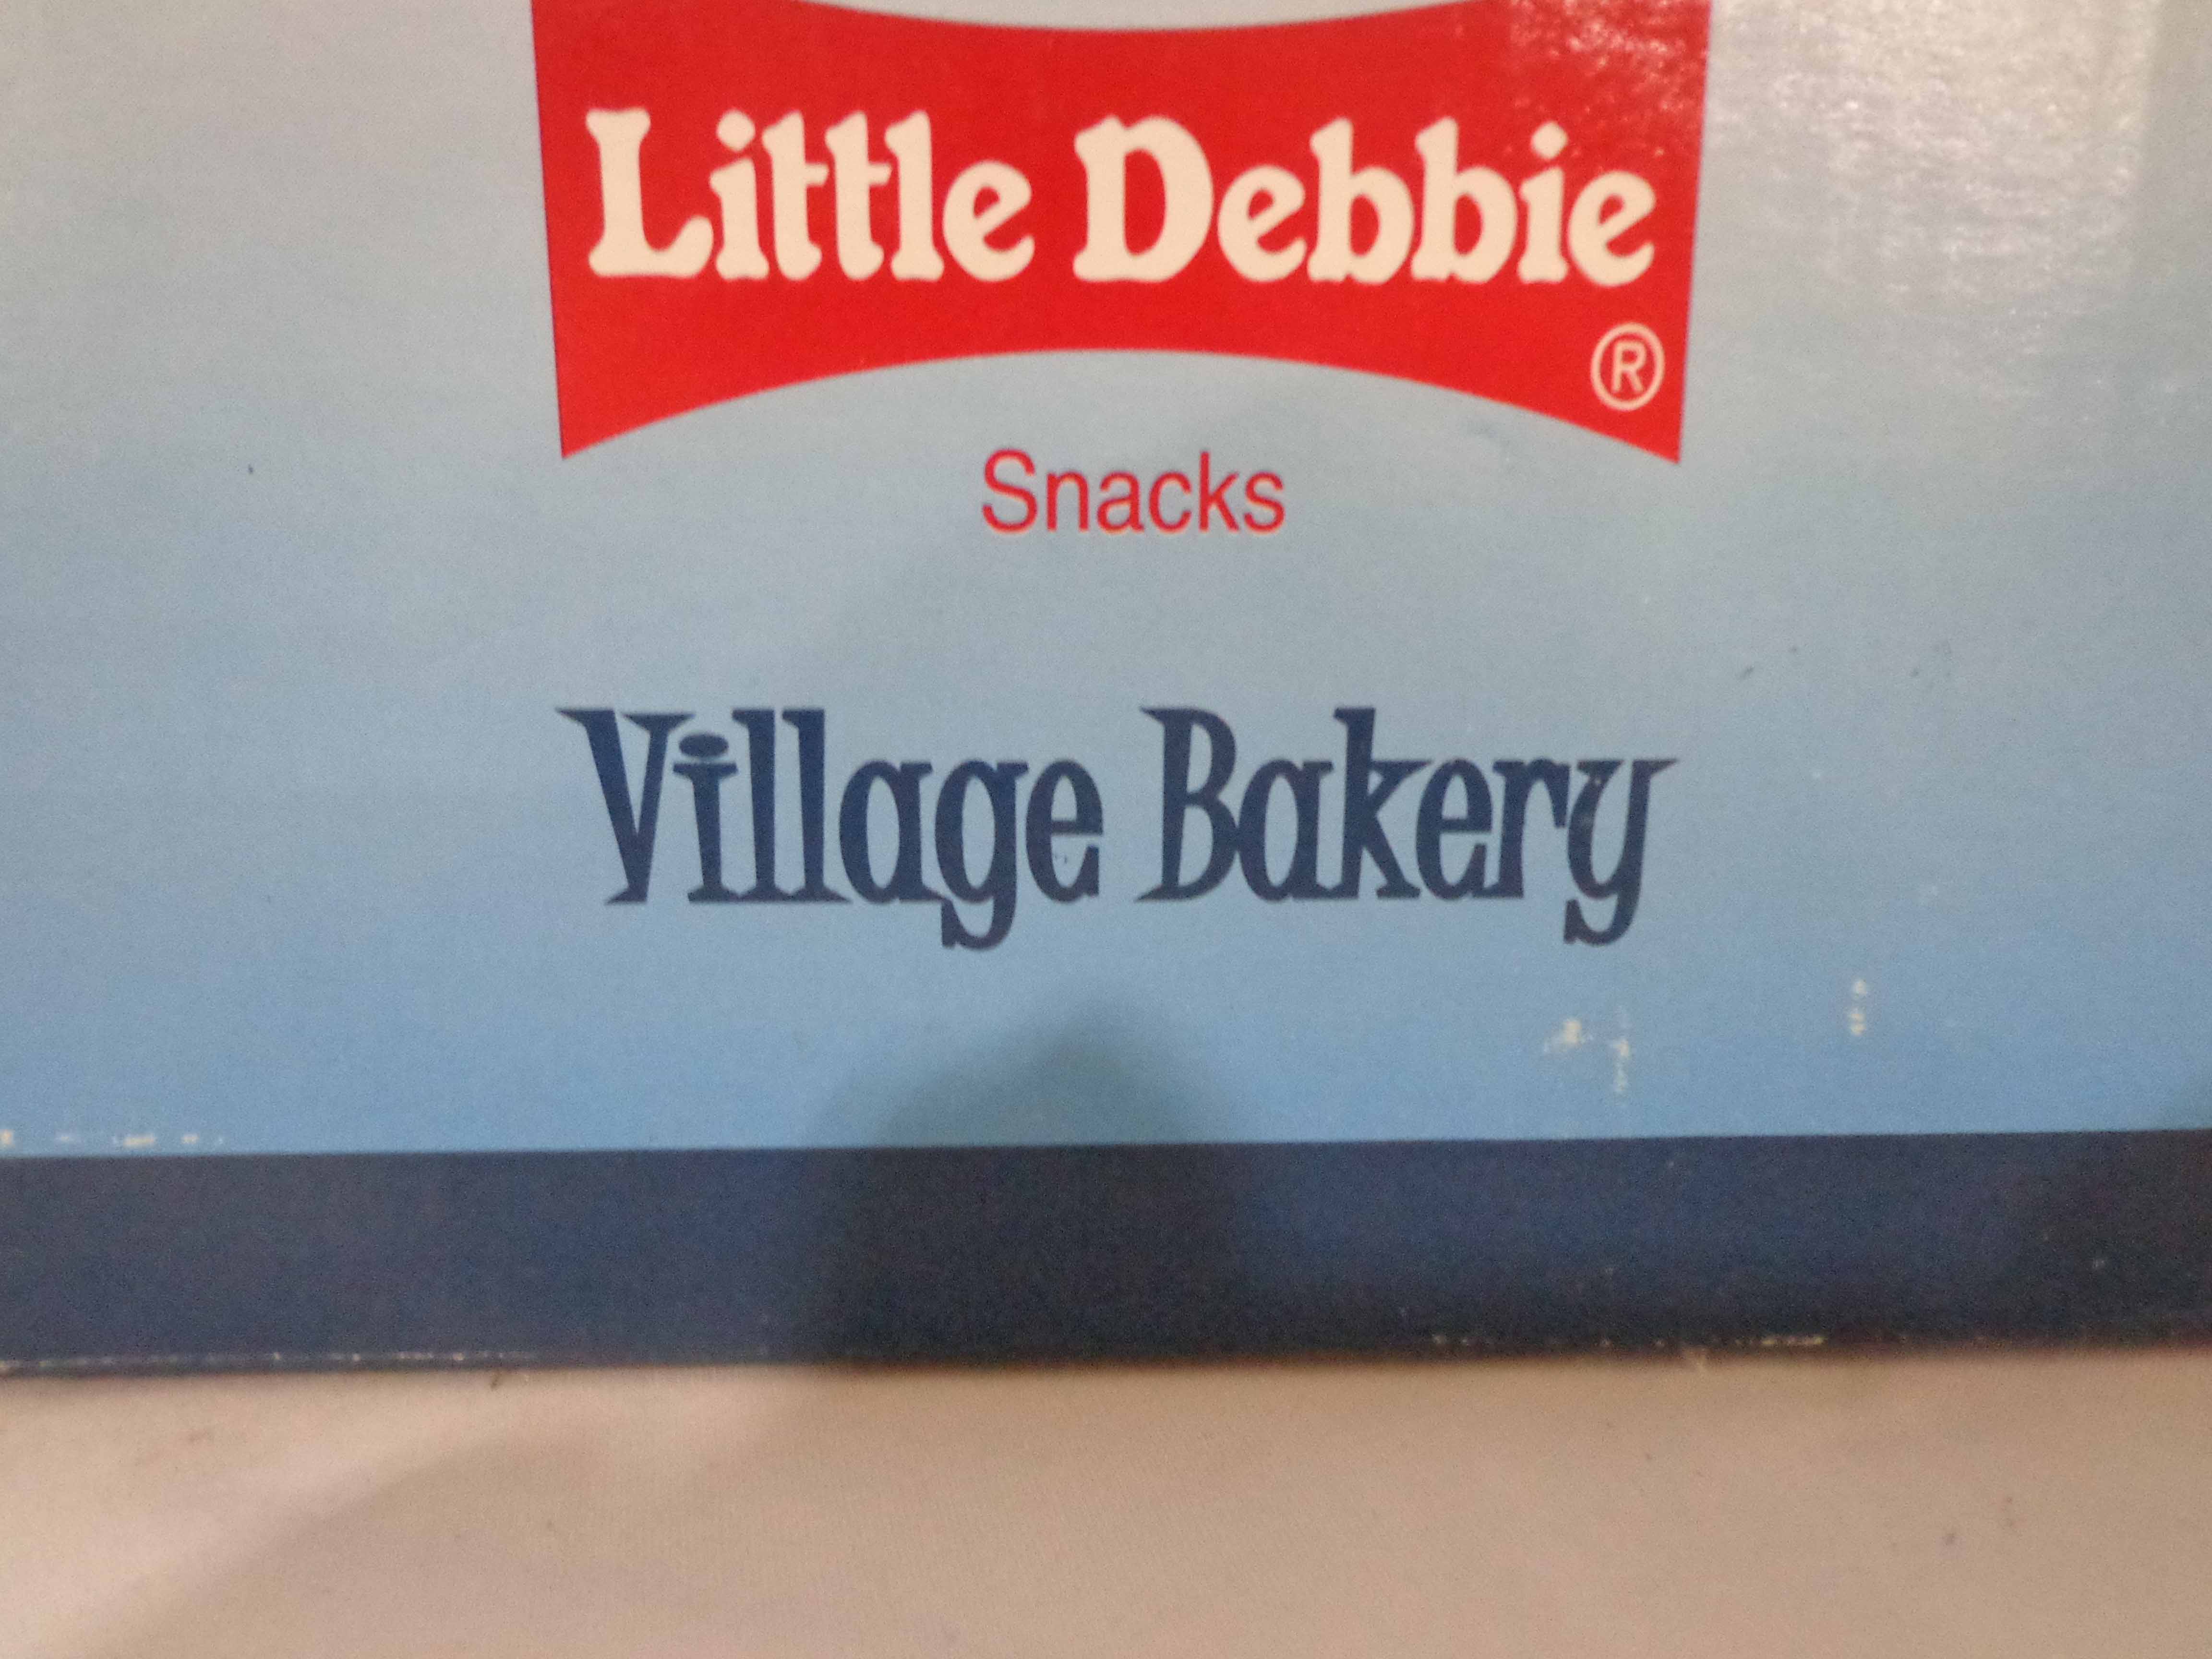 Little Debbie
®
Snacks
Village Bakery